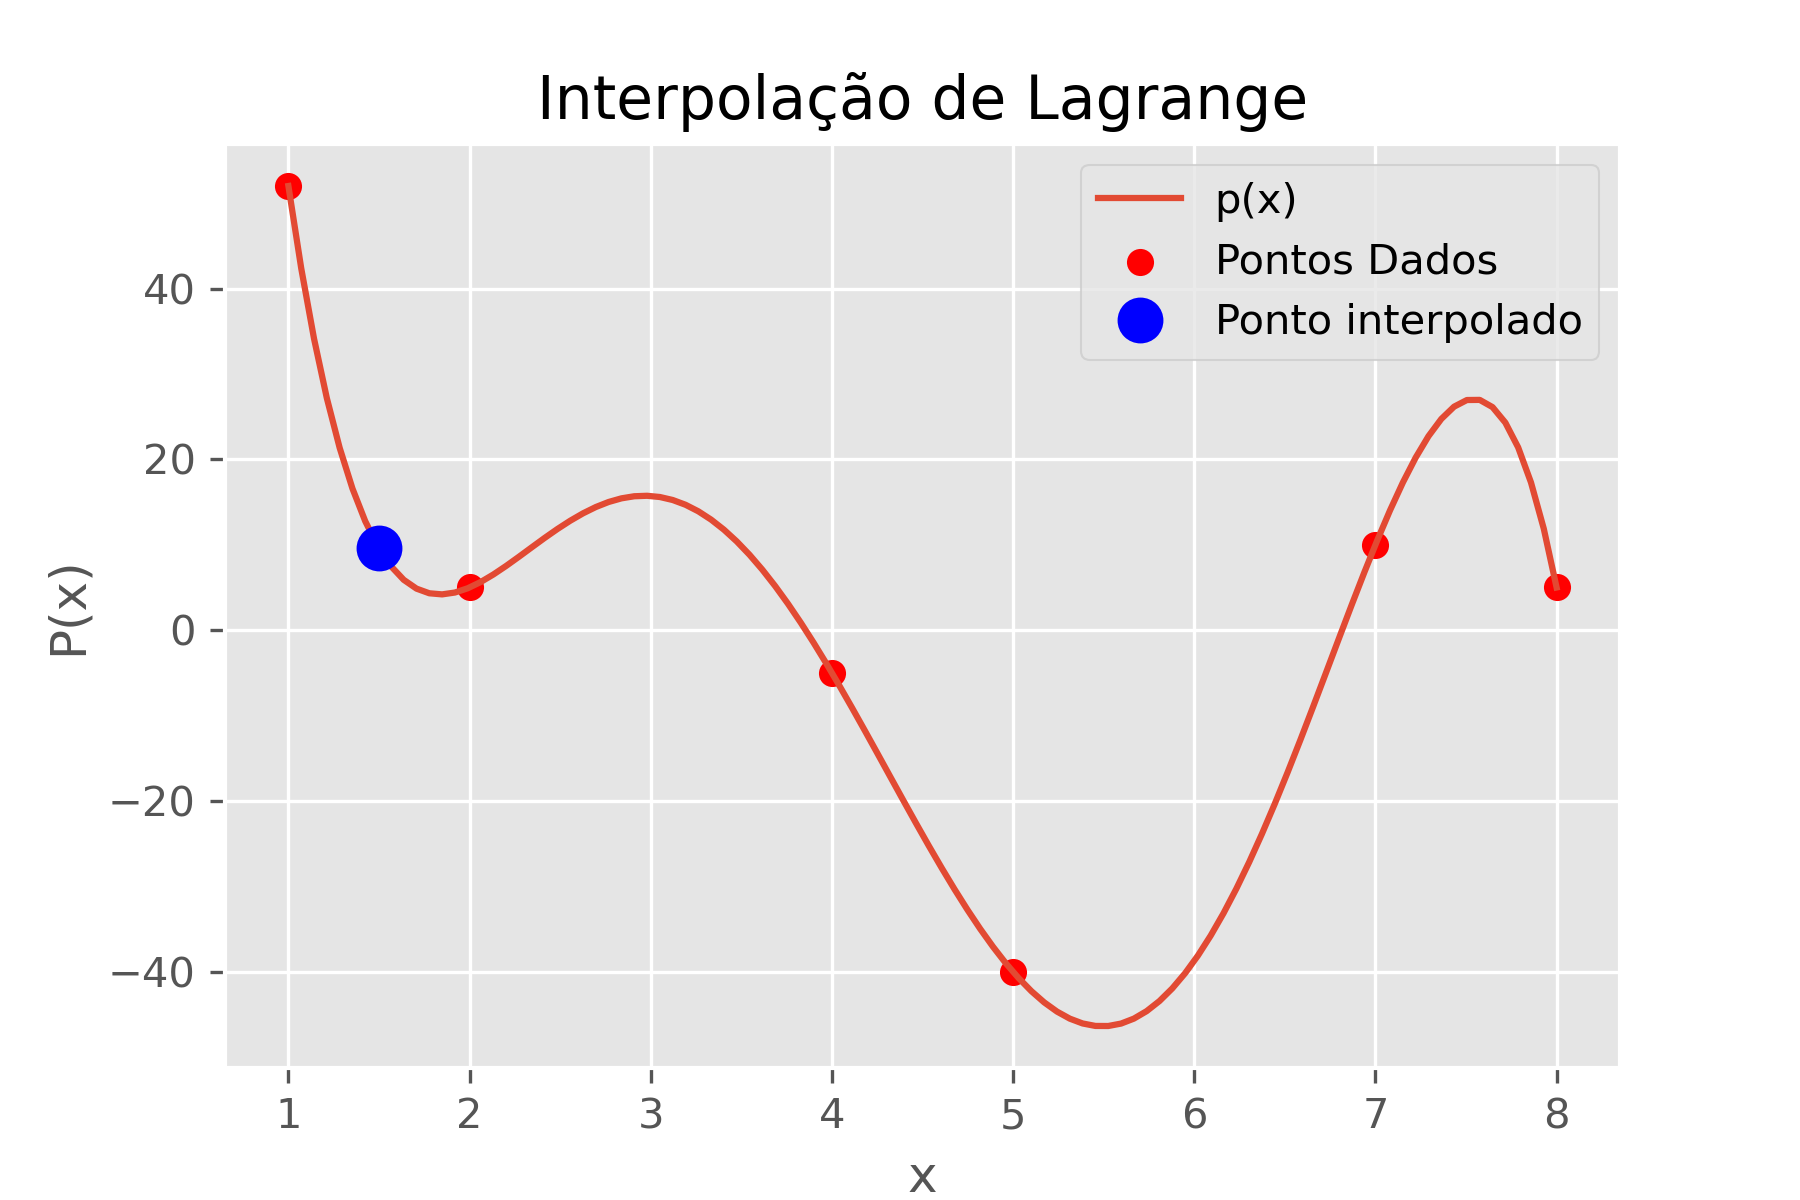 Interpolação de Lagrange
p(x)
Pontos Dados
Ponto interpolado
P(x)
40
20
0
−20
−40
1 2 3 4 5 6 7 8
x